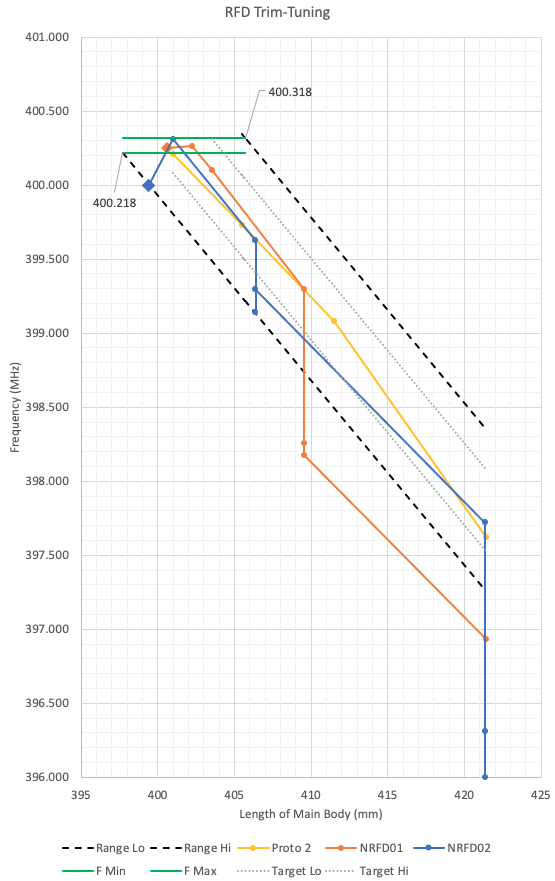 RFD Trim-Tuning
401.000
400.500
400.318
400.000
400.218
399.500
399.000
398.500
398.000
397.500
397.000
396.500
396.000
Frequency (MHz)
395 400 405 410 415 420 425
Length of Main Body (mm)
Range Lo Range Hi Proto 2 NRFD01 NRFD02
F Min F Max Target Lo Target Hi